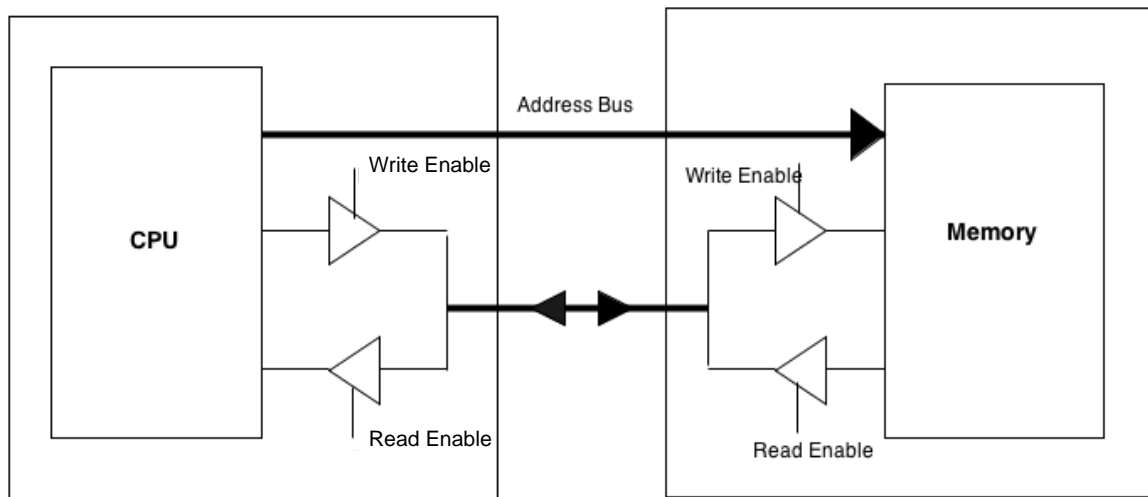 Address Bus
Write Enable
Write Enable
CPU
Memory
Read Enable
Read Enable